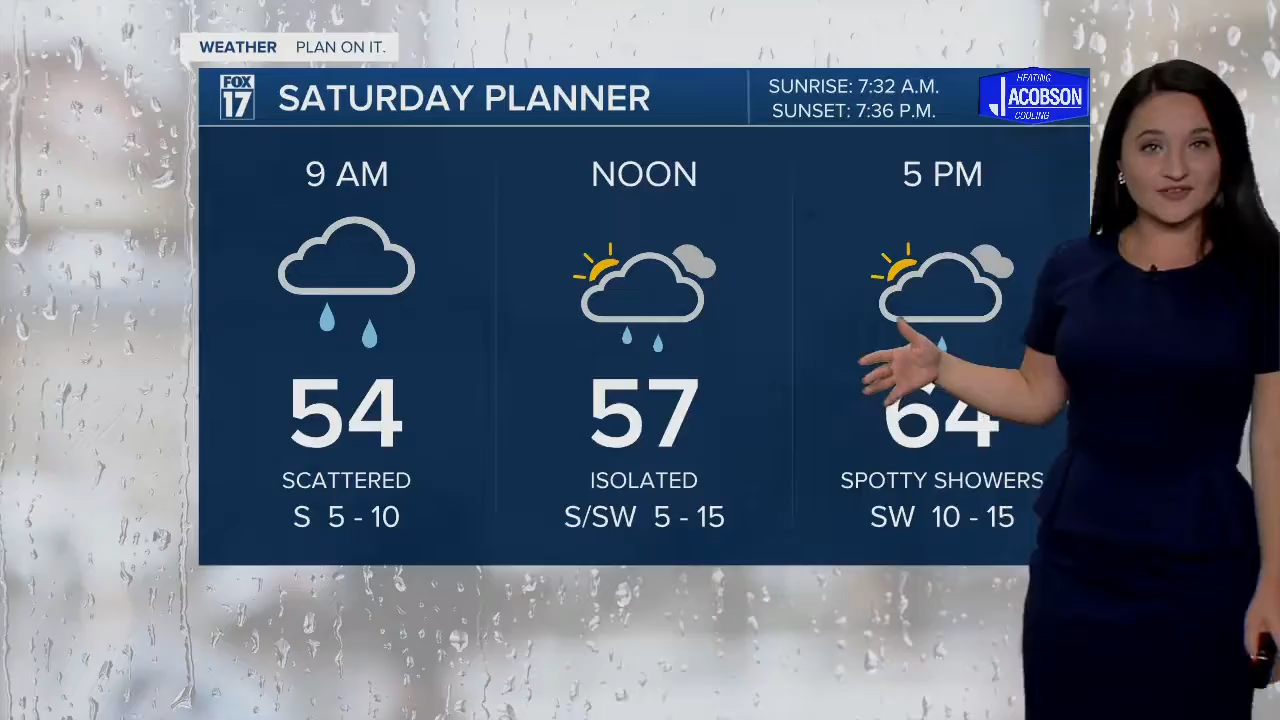 WEATHER PLAN ON IT.
FOX
17
SATURDAY PLANNER
SUNRISE: 7:32 A.M.
SUNSET: 7:36 P.M.
HEATING
JACOBSON
COOLING
9 AM
NOON
5 PM
54
57
64
SCATTERED
ISOLATED
SPOTTY SHOWERS
S 5 - 10
S/SW 5 - 15
SW 10 - 15